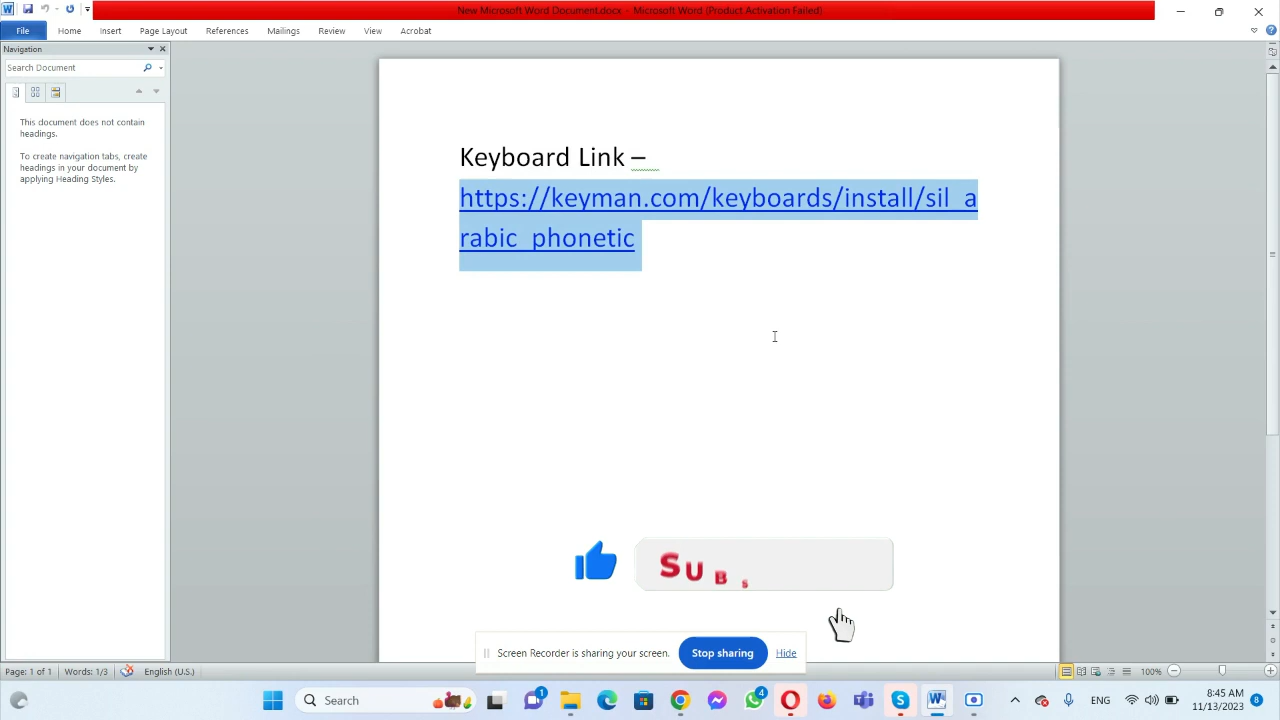 New Microsoft Word Document.docx - Microsoft Word (Product Activation Failed)
File Home Insert Page Layout References Mailings Review View Acrobat
Navigation
Search Document
This document does not contain
headings.
To create navigation tabs, create
headings in your document by
applying Heading Styles.
Keyboard Link –
https://keyman.com/keyboards/install/sil_a
rabic_phonetic
SUBS
Screen Recorder is sharing your screen. Stop sharing Hide
Page: 1 of 1 Words: 1/3 English (U.S.) 100%
Search 1 4 ENG 8:45 AM
11/13/2023 8